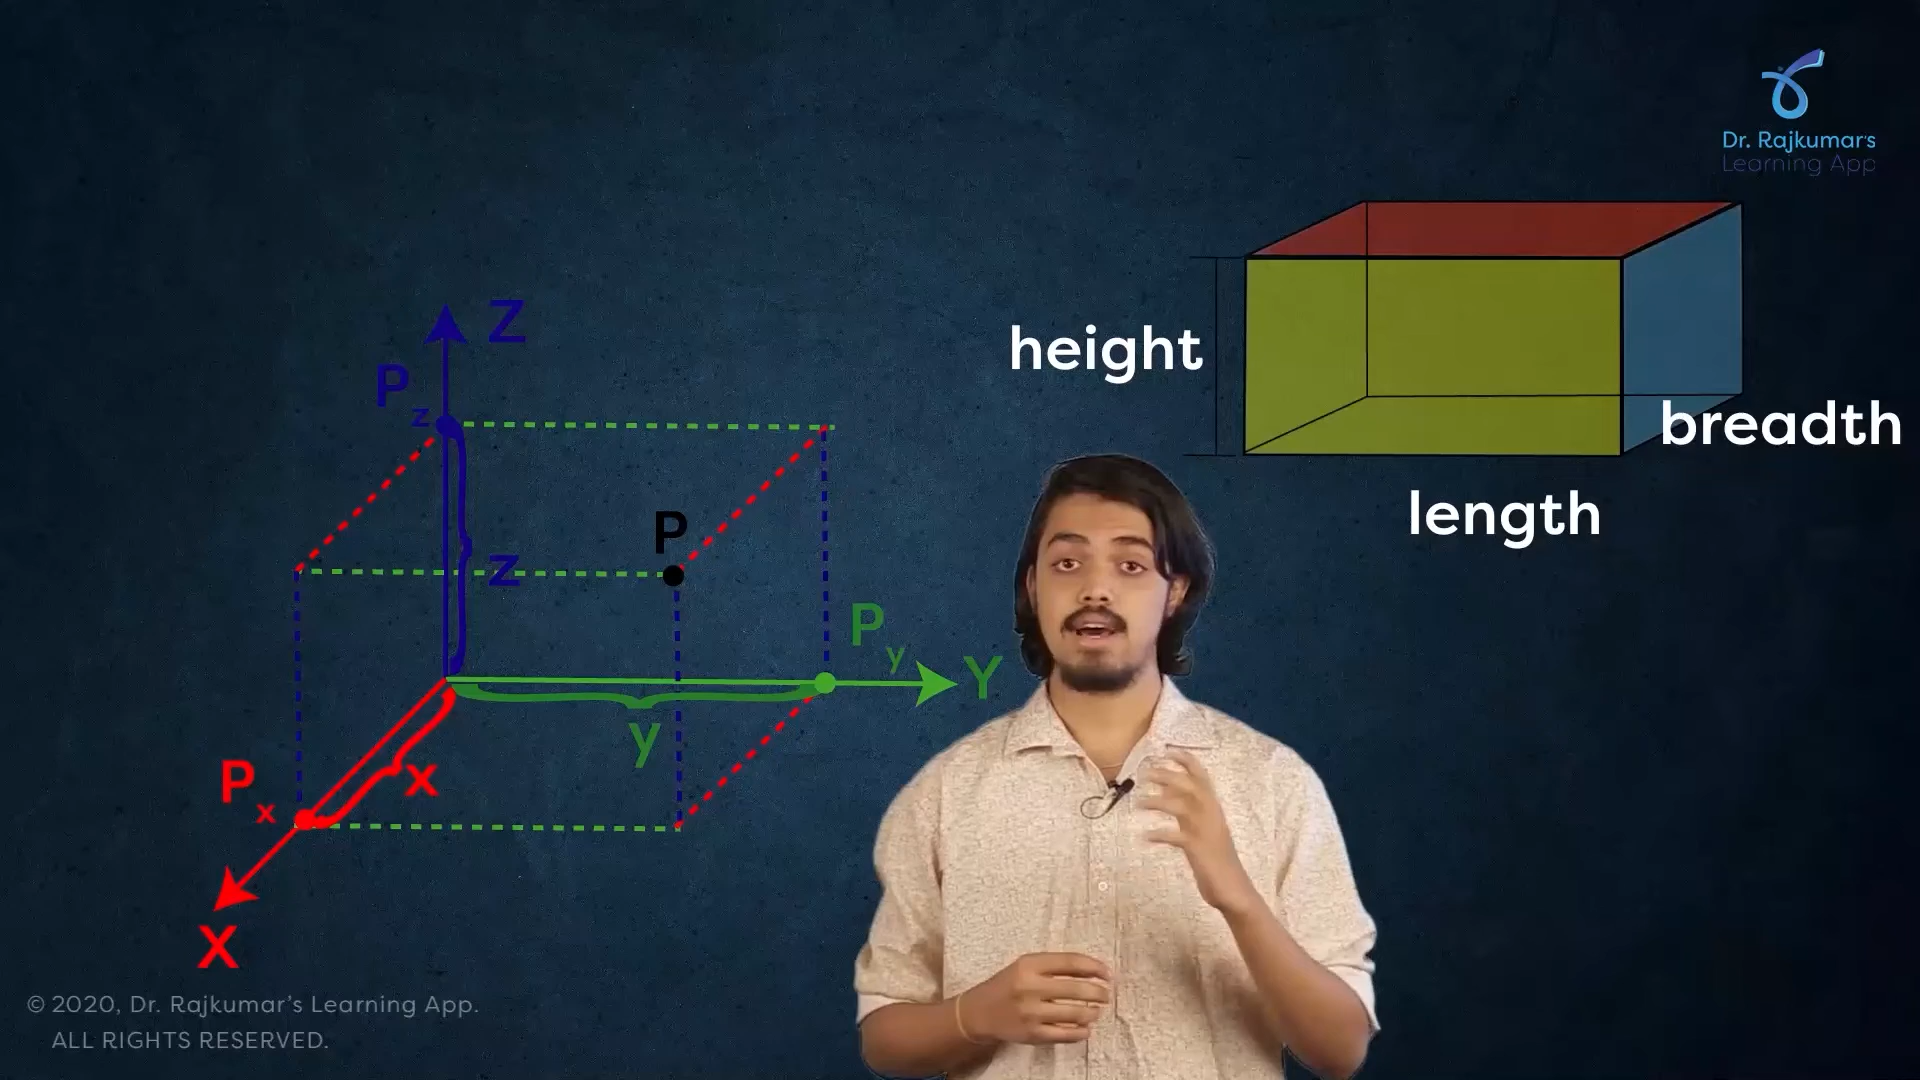 Dr. Rajkumar's
Learning App
Z
P
z
height
breadth
length
P
z
P
y
Y
y
P
x
x
X
© 2020, Dr. Rajkumar's Learning App.
ALL RIGHTS RESERVED.